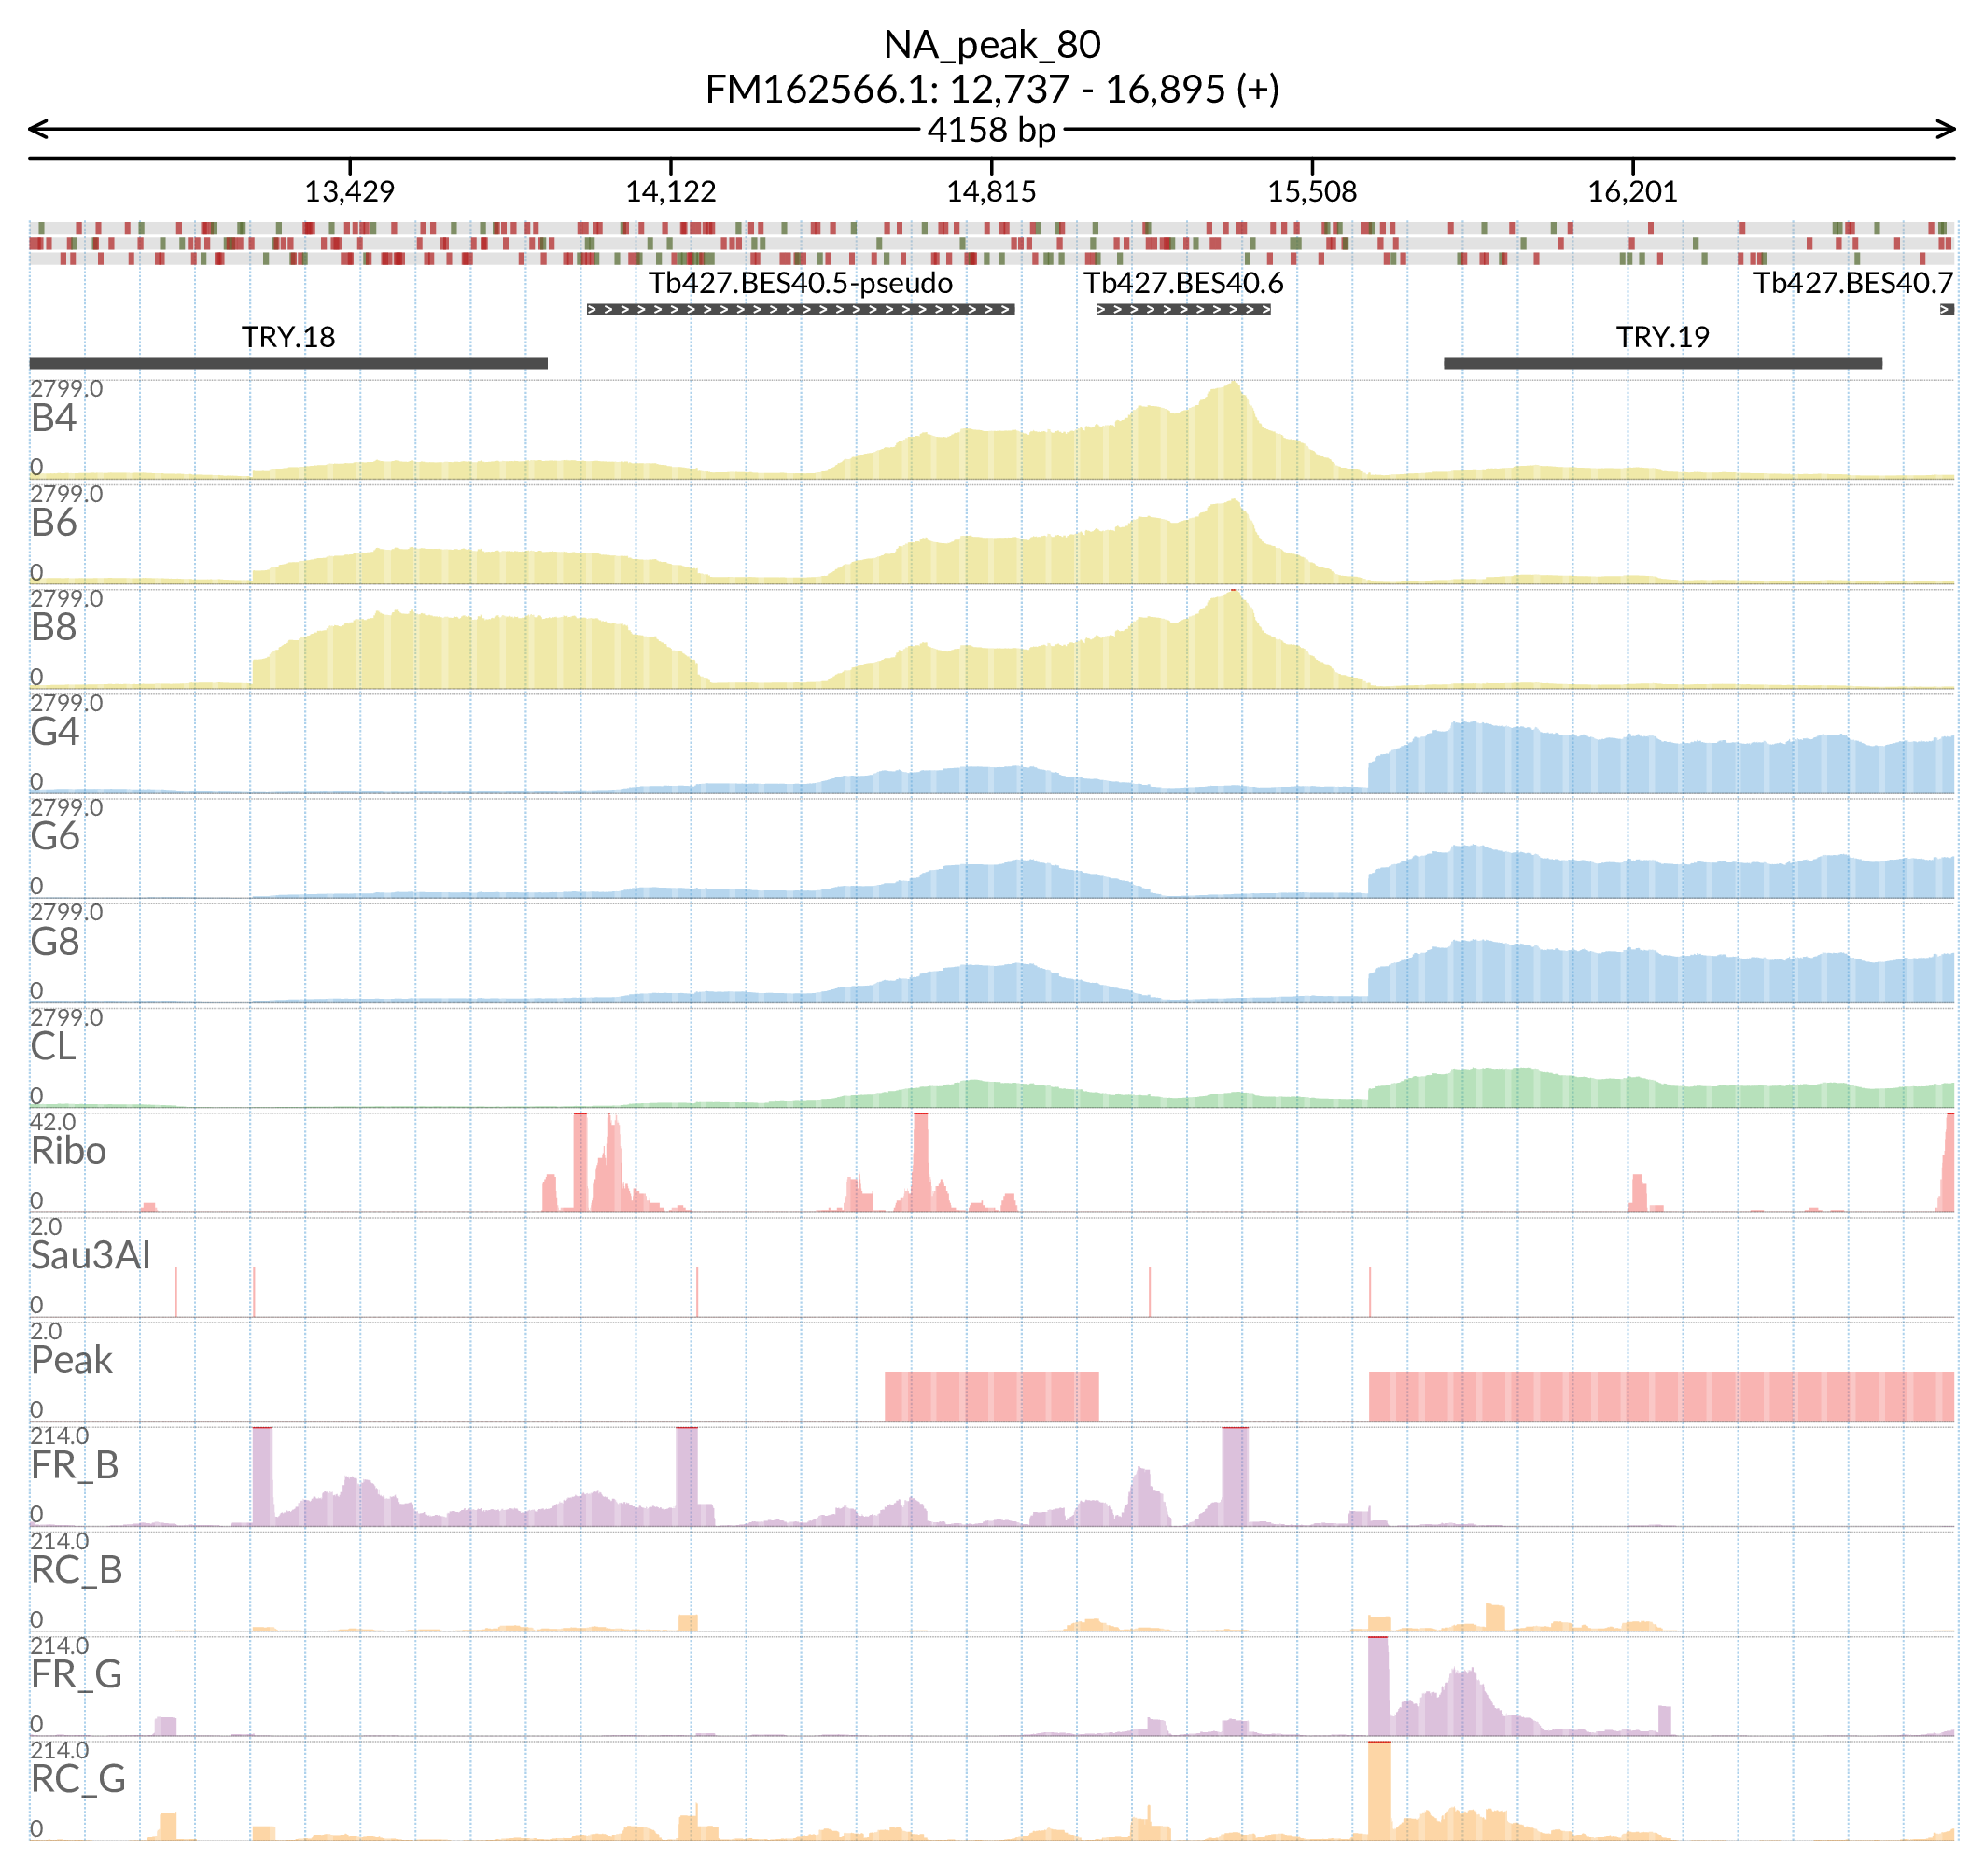 NA_peak_80
FM162566.1: 12,737 - 16,895 (+)
4158 bp
13,429 14,122 14,815 15,508 16,201
Tb427.BES40.5-pseudo Tb427.BES40.6 Tb427.BES40.7
TRY.18 TRY.19
2799.0
B4
0
2799.0
B6
0
2799.0
B8
0
2799.0
G4
0
2799.0
G6
0
2799.0
G8
0
2799.0
CL
0
42.0
Ribo
0
2.0
Sau3AI
0
2.0
Peak
0
214.0
FR_B
0
214.0
RC_B
0
214.0
FR_G
0
214.0
RC_G
0